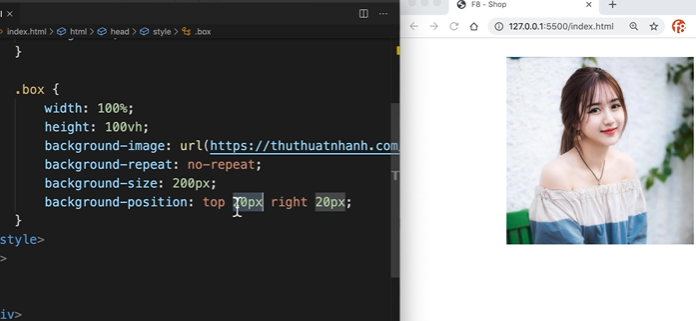 index.html > html > head > style > .box
}
.box {
width: 100%;
height: 100vh;
background-image: url(https://thuthuatnhanh.com
background-repeat: no-repeat;
background-size: 200px;
background-position: top 20px right 20px;
}
style>
>
iv>
F8 - Shop
127.0.0.1:5500/index.html